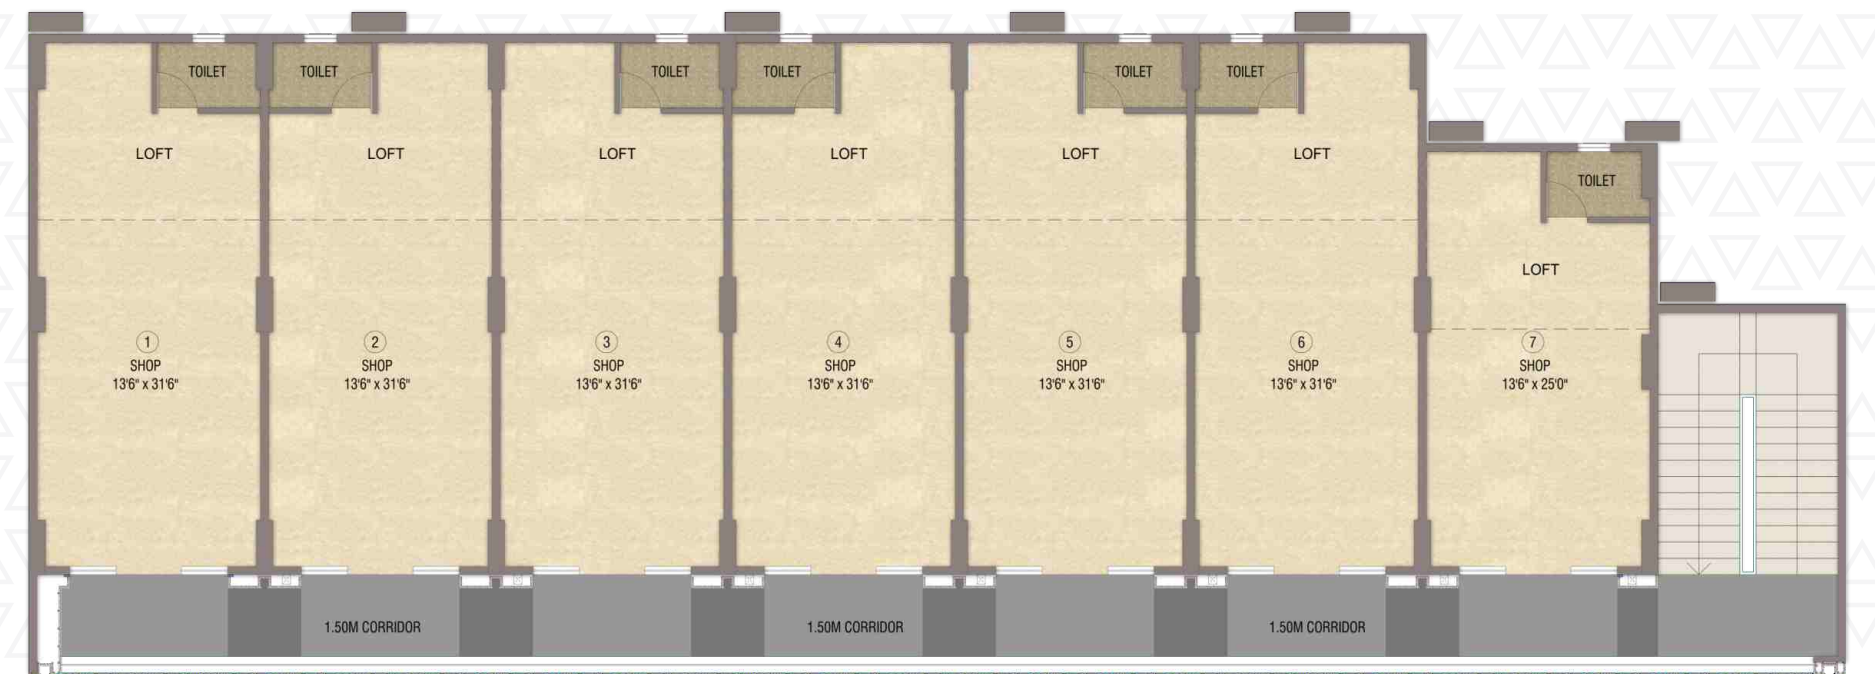 TOILET
TOILET
TOILET
TOILET
TOILET
TOILET
LOFT
LOFT
LOFT
LOFT
LOFT
LOFT
TOILET
LOFT
1
SHOP
13'6" x 31'6"
2
SHOP
13'6" x 31'6"
3
SHOP
13'6" x 31'6"
4
SHOP
13'6" x 31'6"
5
SHOP
13'6" x 31'6"
6
SHOP
13'6" x 31'6"
7
SHOP
13'6" x 25'0"
1.50M CORRIDOR
1.50M CORRIDOR
1.50M CORRIDOR